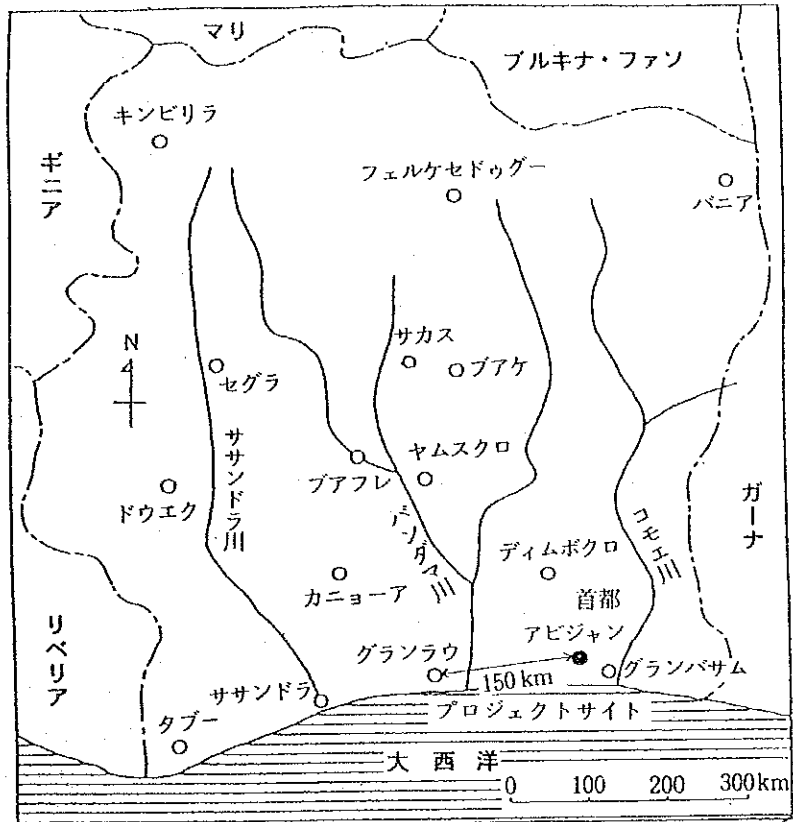 マリ
ブルキナ・ファソ
キンビリラ
ギニア
フェルケセドゥグー
バニア
N
サカス
ブアケ
セグラ
ササンドラ川
ヤムスクロ
ブアフレ
ドウエク
バンダマ川
コモエ川
ガーナ
ディムボクロ
カニョーア
首都
アビジャン
リベリア
グランラウ
グランバサム
150km
ササンドラ
プロジェクトサイト
タブー
大西洋
0 100 200 300km